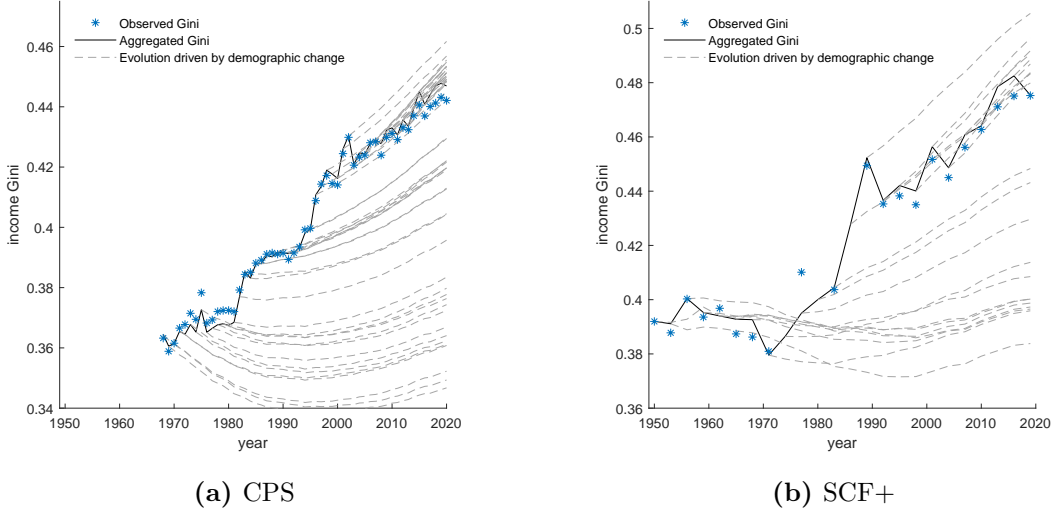 Observed Gini
Aggregated Gini
Evolution driven by demographic change
0.46
0.44
0.42
0.4
0.38
0.36
0.34
income Gini
1950 1960 1970 1980 1990 2000 2010 2020
year
(a) CPS
Observed Gini
Aggregated Gini
Evolution driven by demographic change
0.5
0.48
0.46
0.44
0.42
0.4
0.38
0.36
income Gini
1950 1960 1970 1980 1990 2000 2010 2020
year
(b) SCF+